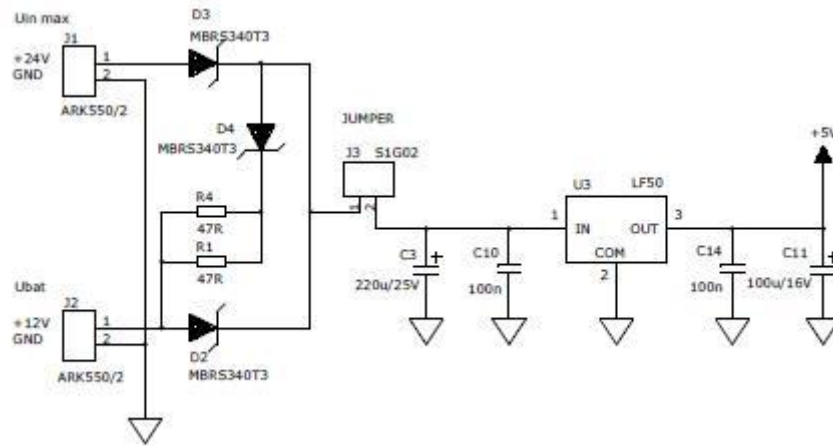 Uin max
J1
+24V
GND
1
2
ARK550/2
D3
MBRS340T3
D4
MBRS340T3
JUMPER
J3 S1G02
1
2
R4
47R
R1
47R
Ubat
J2
+12V
GND
1
2
ARK550/2
D2
MBRS340T3
C3
+
220u/25V
C10
100n
U3 LF50
1
IN OUT
3
COM
2
C14
100n
+5V
C11
+
100u/16V